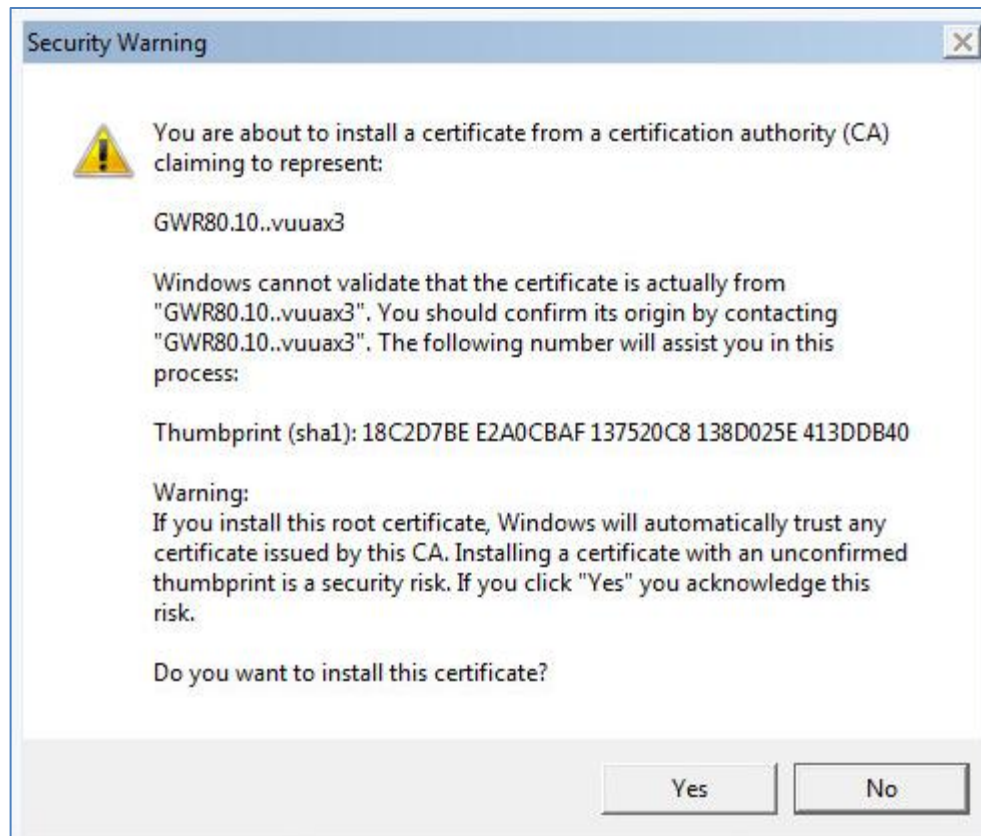 Security Warning
You are about to install a certificate from a certification authority (CA)
claiming to represent:
GWR80.10..vuuax3
Windows cannot validate that the certificate is actually from
"GWR80.10..vuuax3". You should confirm its origin by contacting
"GWR80.10..vuuax3". The following number will assist you in this
process:
Thumbprint (sha1): 18C2D7BE E2A0CBAF 137520C8 138D025E 413DDB40
Warning:
If you install this root certificate, Windows will automatically trust any
certificate issued by this CA. Installing a certificate with an unconfirmed
thumbprint is a security risk. If you click "Yes" you acknowledge this
risk.
Do you want to install this certificate?
Yes No